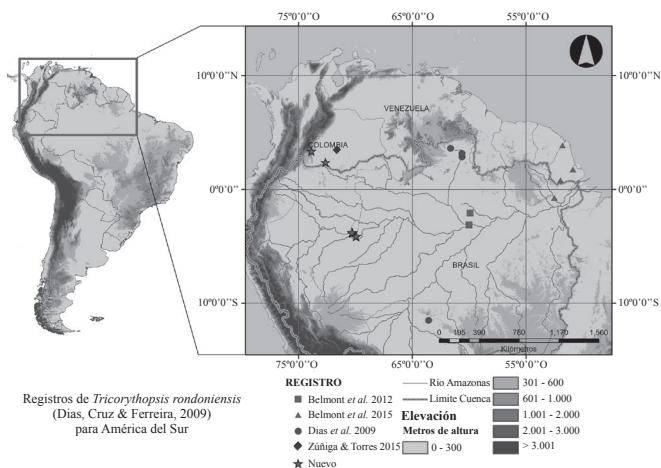 75°0'0"O 65°0'0"O 55°0'0"O
10°0'0"N 10°0'0"N
VENEZUELA
COLOMBIA
0°0'0" 0°0'0"
BRASIL
10°0'0"S 10°0'0"S
0 195 390 780 1,170 1,560
Kilómetros
75°0'0"O 65°0'0"O 55°0'0"O
Registros de Tricorythopsis rondoniensis
(Dias, Cruz & Ferreira, 2009)
para América del Sur
REGISTRO
Belmont et al. 2012
Belmont et al. 2015
Dias et al. 2009
Zúñiga & Torres 2015
Nuevo
Río Amazonas
Límite Cuenca
Elevación
Metros de altura
0 - 300
301 - 600
601 - 1.000
1.001 - 2.000
2.001 - 3.000
> 3.001